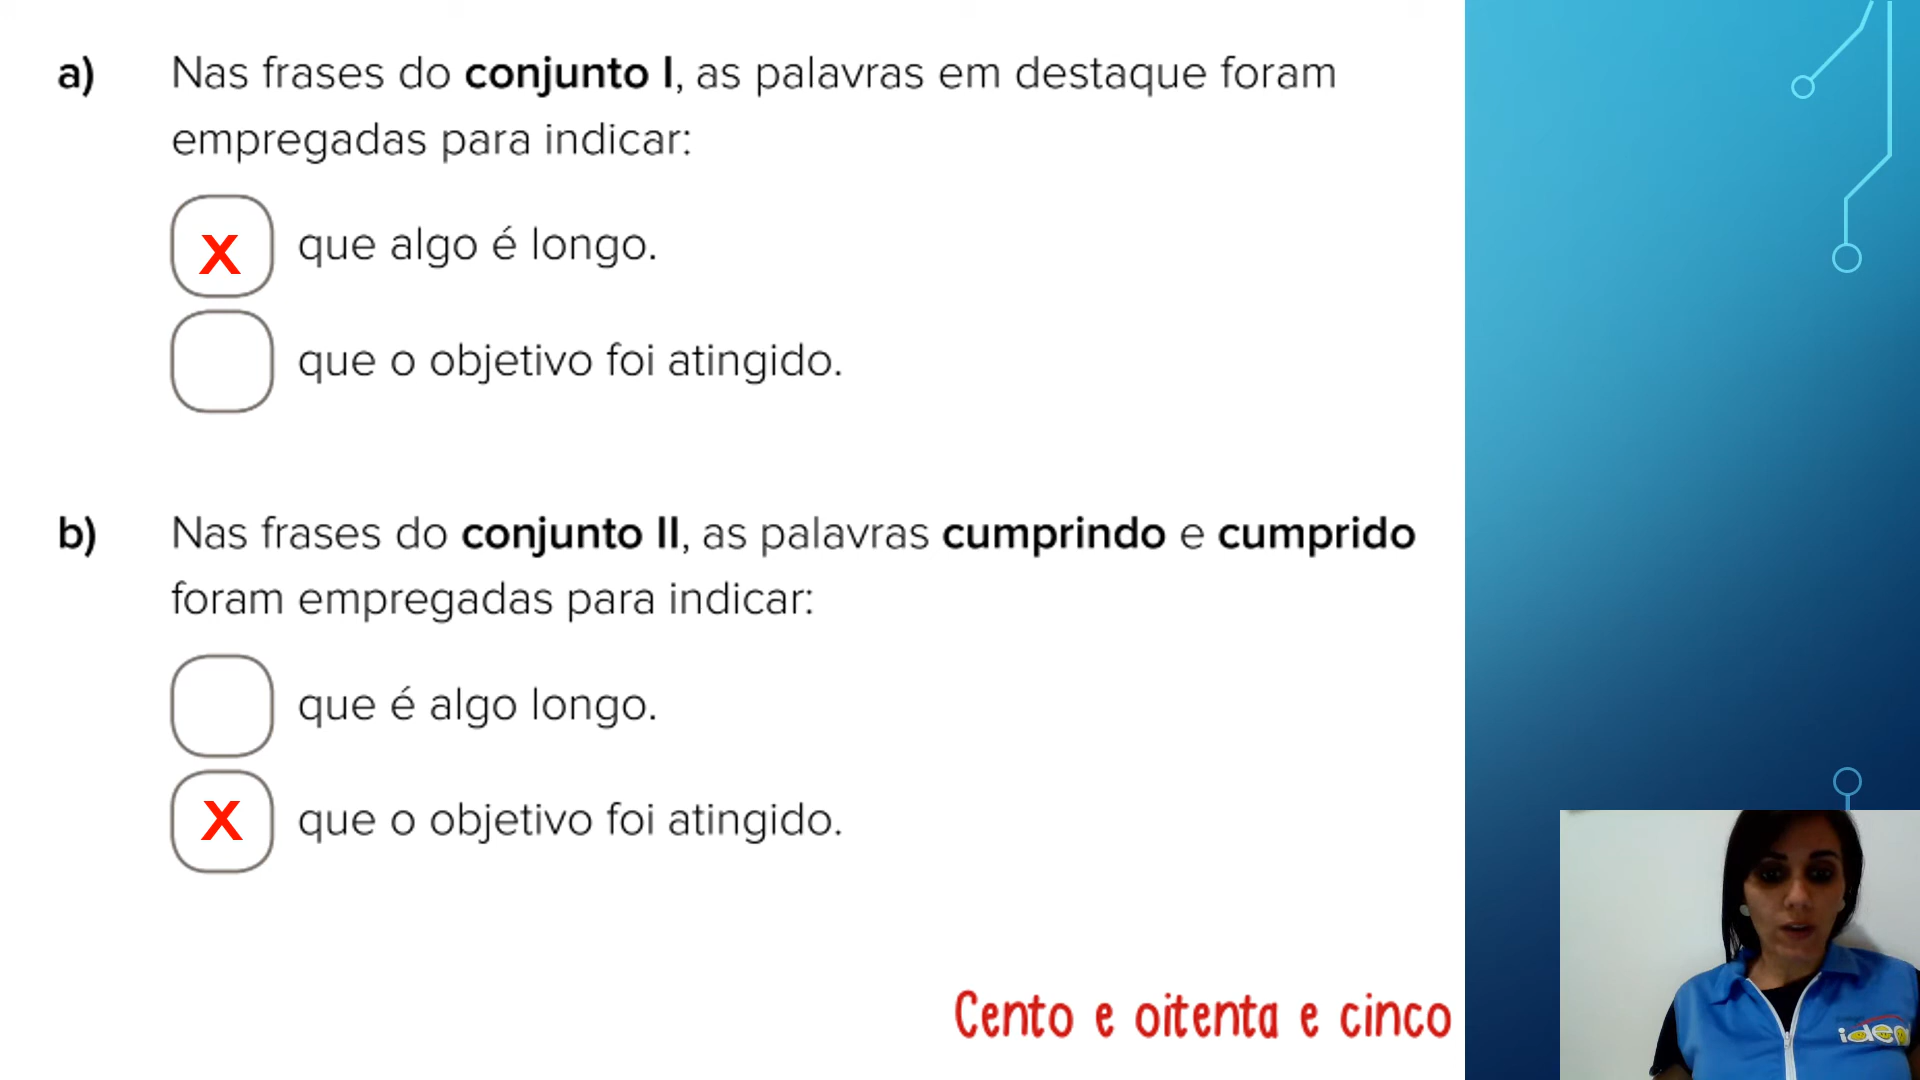 a) Nas frases do conjunto I, as palavras em destaque foram
empregadas para indicar:
X que algo é longo.
que o objetivo foi atingido.
b) Nas frases do conjunto II, as palavras cumprindo e cumprido
foram empregadas para indicar:
que é algo longo.
X que o objetivo foi atingido.
Cento e oitenta e cinco